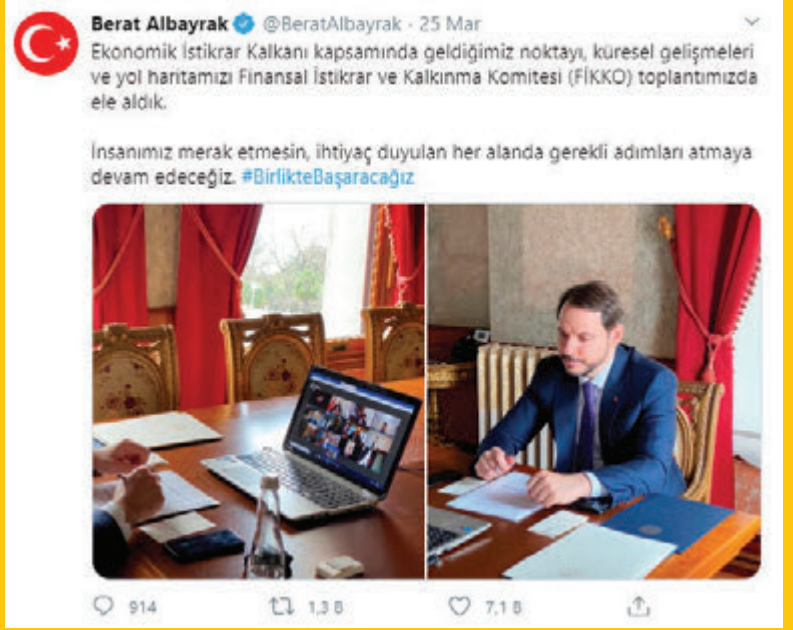 Berat Albayrak @BeratAlbayrak · 25 Mar
Ekonomik İstikrar Kalkanı kapsamında geldiğimiz noktayı, küresel gelişmeleri
ve yol haritamızı Finansal İstikrar ve Kalkınma Komitesi (FİKKO) toplantımızda
ele aldık.
İnsanımız merak etmesin, ihtiyaç duyulan her alanda gerekli adımları atmaya
devam edeceğiz. #BirlikteBaşaracağız
914 1,3 B 7,1 B